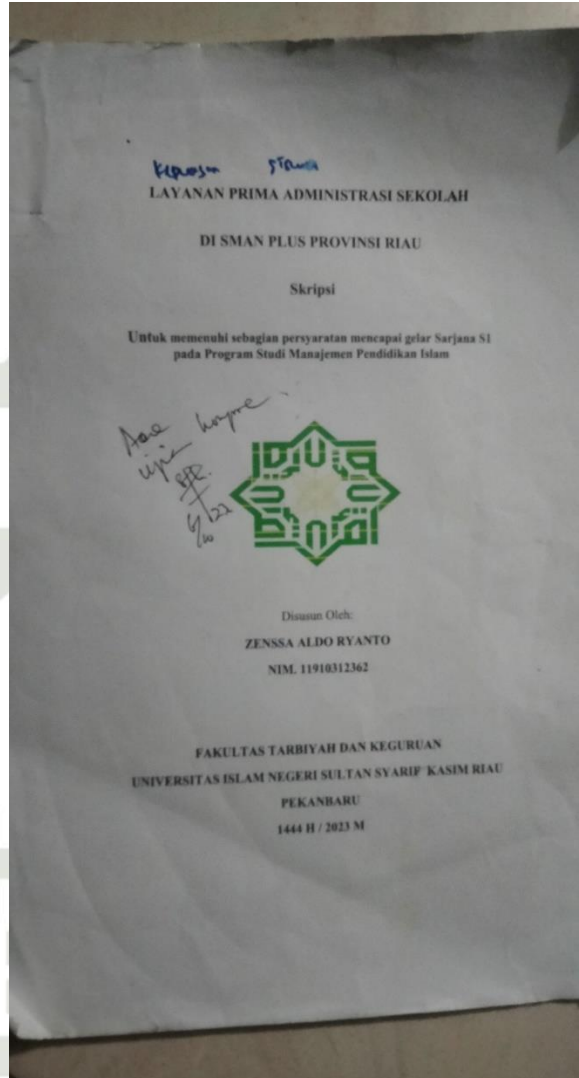 LAYANAN PRIMA ADMINISTRASI SEKOLAH
DI SMAN PLUS PROVINSI RIAU
Skripsi
Untuk memenuhi sebagian persyaratan mencapai gelar Sarjana S1
pada Program Studi Manajemen Pendidikan Islam
Disusun Oleh:
ZENSSA ALDO RYANTO
NIM. 11910312362
FAKULTAS TARBIYAH DAN KEGURUAN
UNIVERSITAS ISLAM NEGERI SULTAN SYARIF KASIM RIAU
PEKANBARU
1444 H / 2023 M